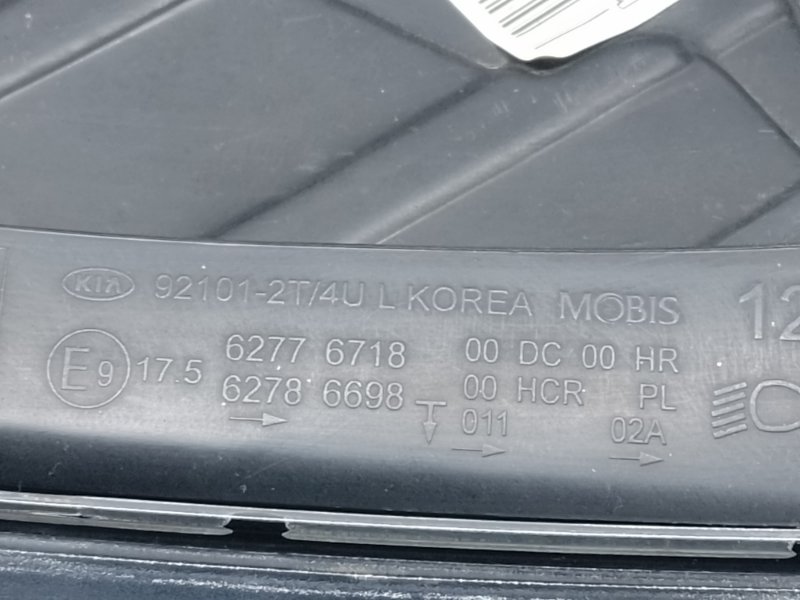 KIA 92101-2T/4U L KOREA MOBIS 12
E9 17.5 6277 6718 00 DC 00 HR
6278 6698 00 HCR PL
011 02A